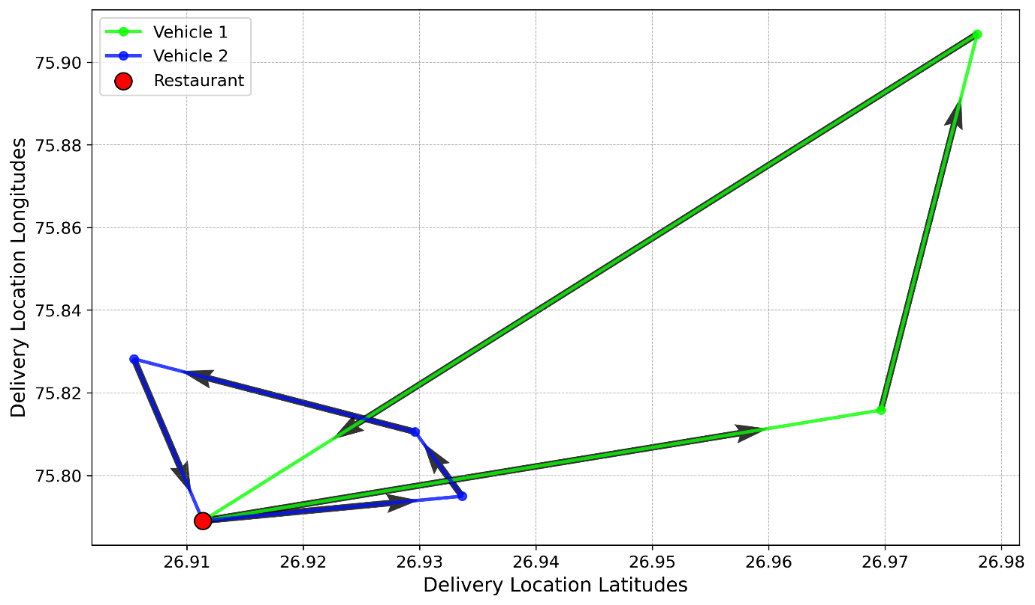 Vehicle 1
Vehicle 2
Restaurant
75.90
75.88
75.86
75.84
75.82
75.80
Delivery Location Longitudes
26.91 26.92 26.93 26.94 26.95 26.96 26.97 26.98
Delivery Location Latitudes